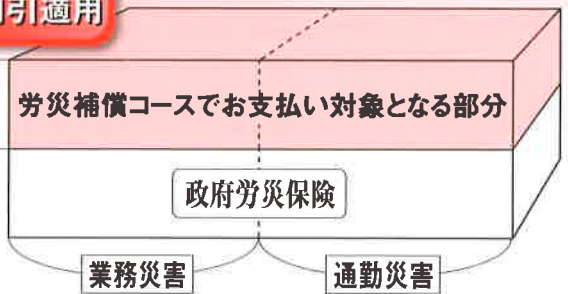 引適用
労災補償コースでお支払い対象となる部分
政府労災保険
業務災害
通勤災害